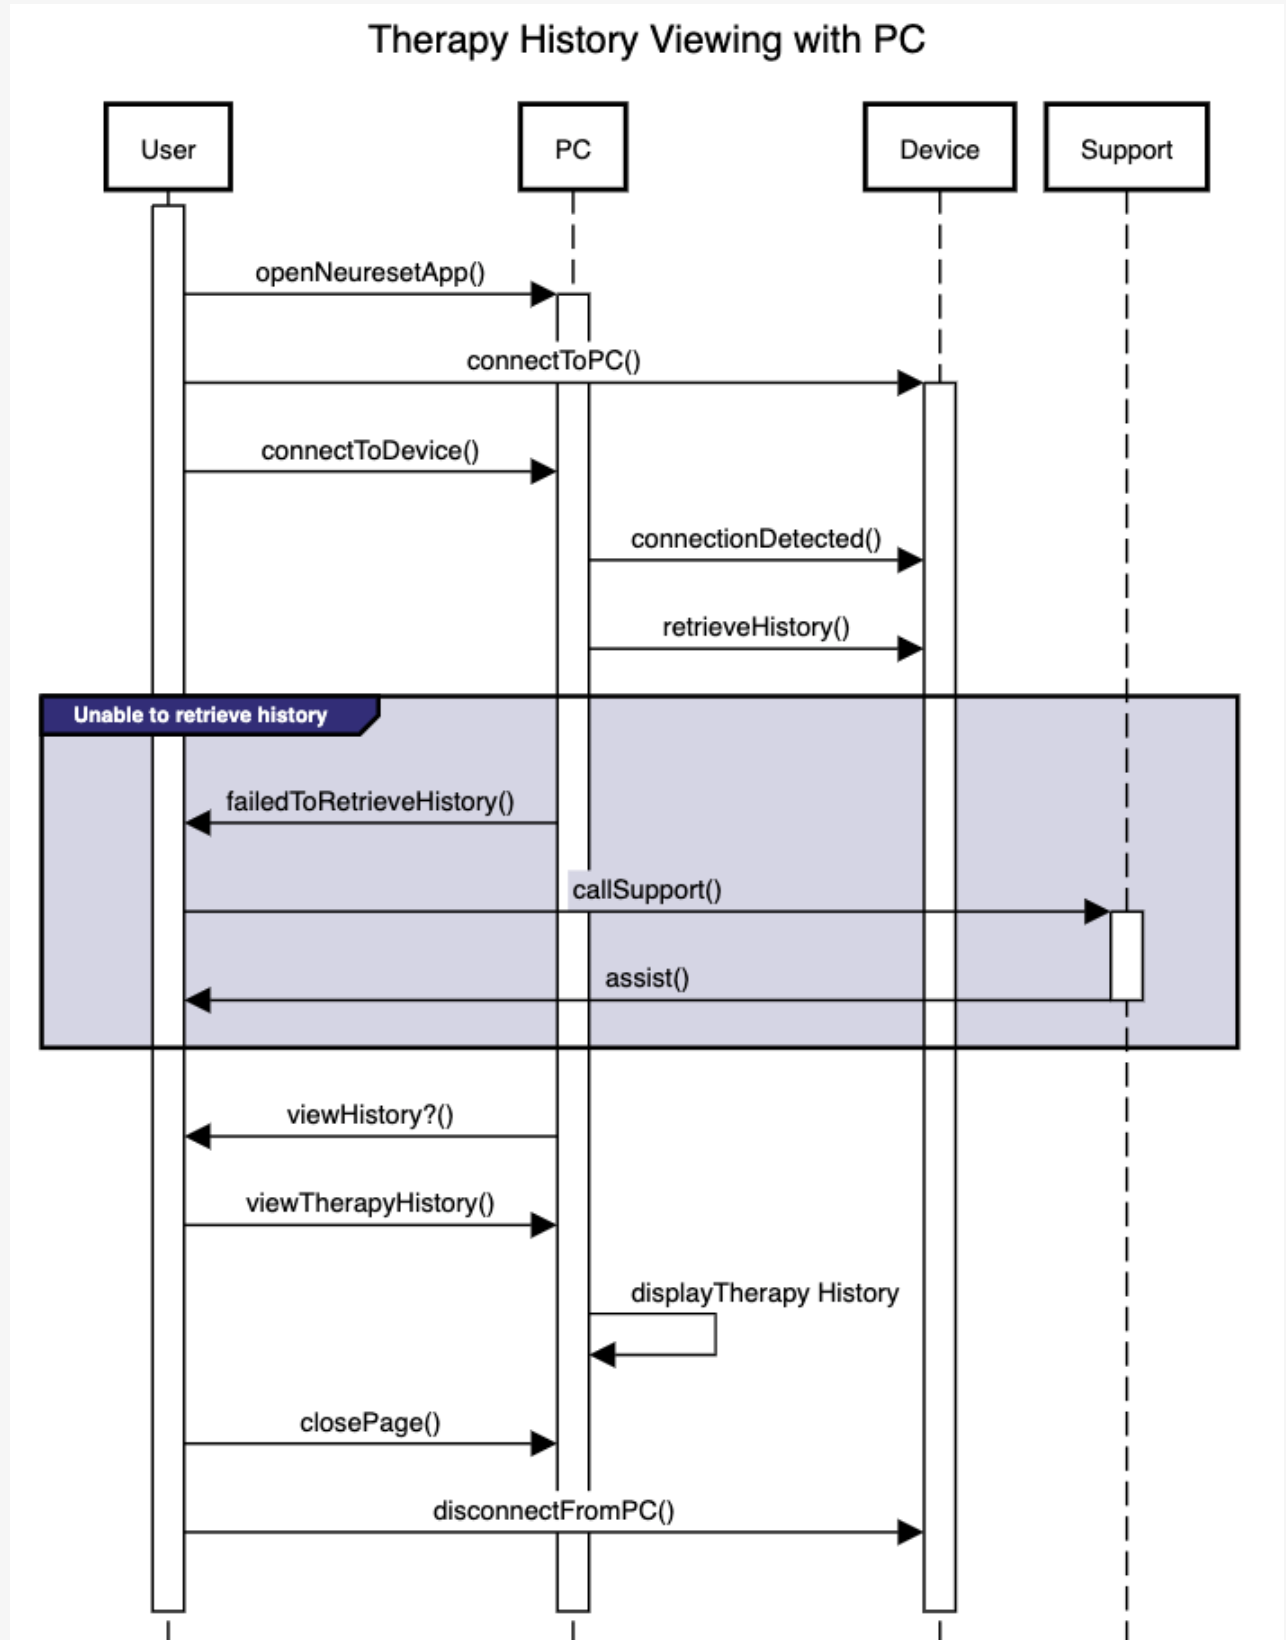 Therapy History Viewing with PC
User
PC
Device
Support
openNeuresetApp()
connectToPC()
connectToDevice()
connectionDetected()
retrieveHistory()
Unable to retrieve history
failedToRetrieveHistory()
callSupport()
assist()
viewHistory?()
viewTherapyHistory()
displayTherapy History
closePage()
disconnectFromPC()